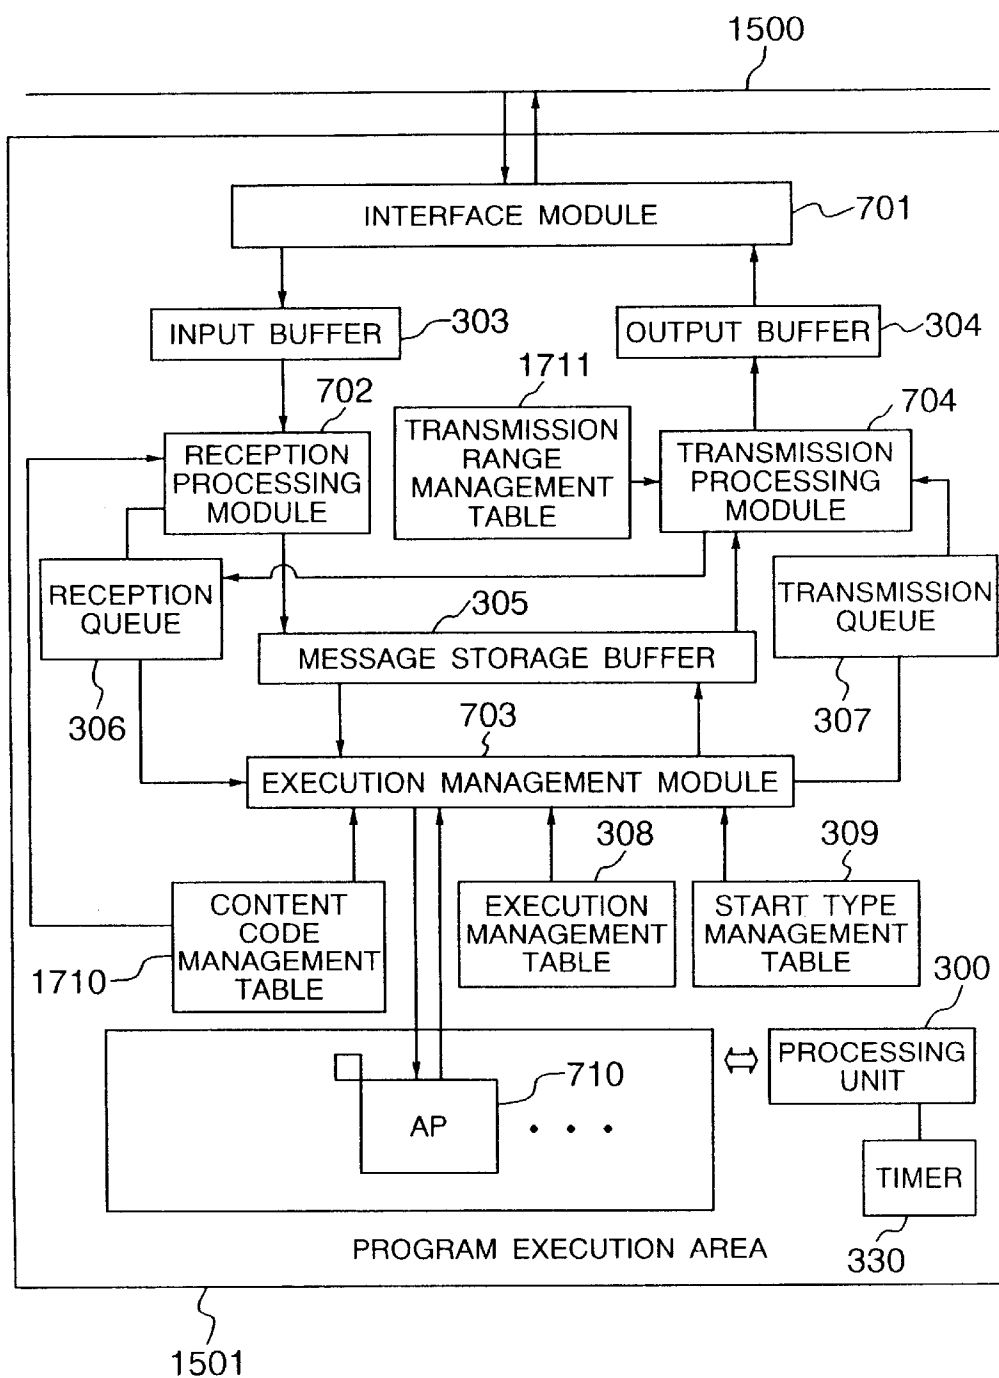 1500
INTERFACE MODULE
701
INPUT BUFFER
303
OUTPUT BUFFER
304
702
1711
704
RECEPTION
PROCESSING
MODULE
TRANSMISSION
RANGE
MANAGEMENT
TABLE
TRANSMISSION
PROCESSING
MODULE
RECEPTION
QUEUE
306
305
MESSAGE STORAGE BUFFER
TRANSMISSION
QUEUE
307
703
EXECUTION MANAGEMENT MODULE
308
309
CONTENT
CODE
MANAGEMENT
TABLE
1710
EXECUTION
MANAGEMENT
TABLE
START TYPE
MANAGEMENT
TABLE
300
PROCESSING
UNIT
710
AP
• • •
TIMER
330
PROGRAM EXECUTION AREA
1501